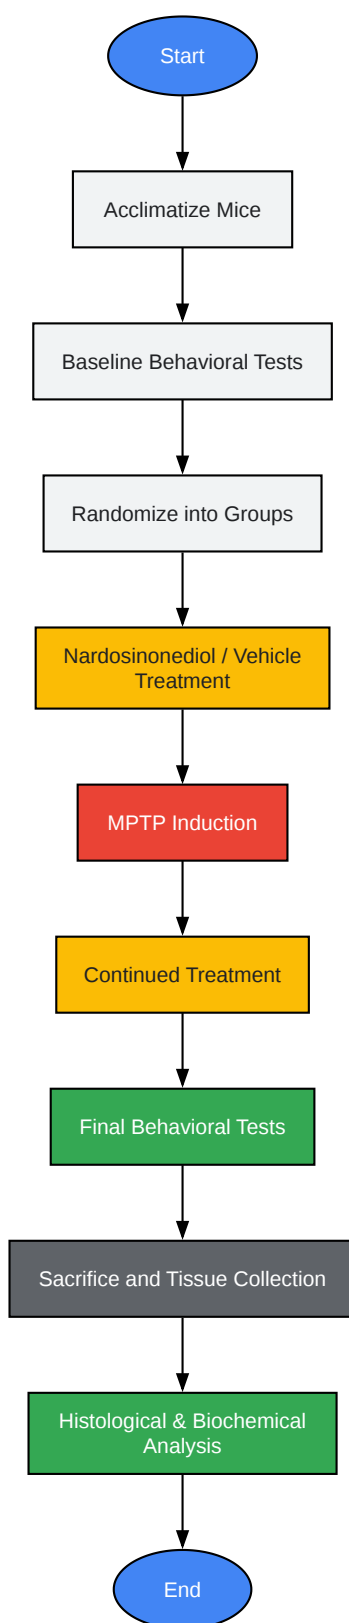 Start
Acclimatize Mice
Baseline Behavioral Tests
Randomize into Groups
Nardosinonediol / Vehicle
Treatment
MPTP Induction
Continued Treatment
Final Behavioral Tests
Sacrifice and Tissue Collection
Histological & Biochemical
Analysis
End